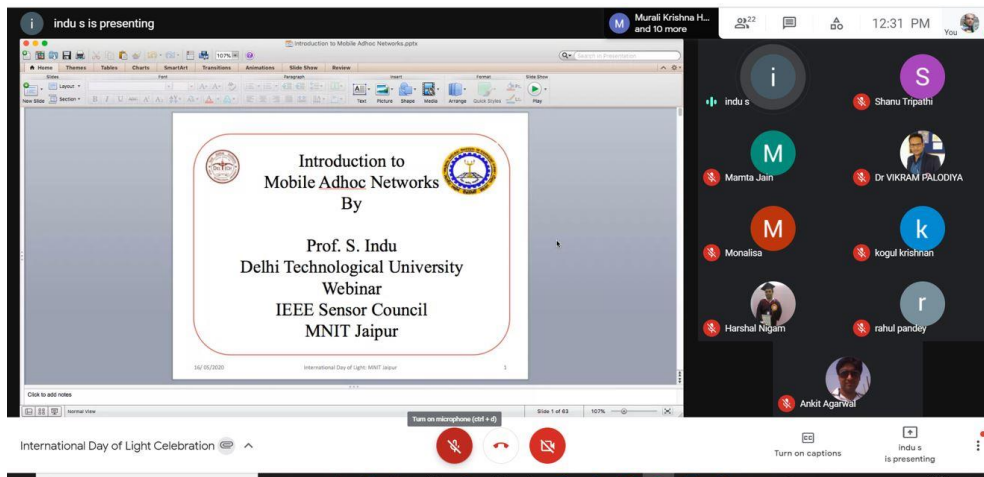 i
indu s is presenting
M
Murali Krishna H...
and 10 more
22
12:31 PM
You
Introduction to Mobile Adhoc Networks.pptx
107%
Search in Presentation
Home Themes Tables Charts SmartArt Transitions Animations Slide Show Review
Slides Font Paragraph Insert Format Slide Show
Layout
Section
New Slide
Text Picture Shape Media Arrange Quick Styles Play
Introduction to
Mobile Adhoc Networks
By
Prof. S. Indu
Delhi Technological University
Webinar
IEEE Sensor Council
MNIT Jaipur
16/ 05/2020 International Day of Light: MNIT Jaipur 1
Click to add notes
Normal View Slide 1 of 63 107%
i
indu s
S
Shanu Tripathi
M
Mamta Jain
Dr VIKRAM PALODIYA
M
Monalisa
k
kogul krishnan
Harshal Nigam
r
rahul pandey
Ankit Agarwal
Turn on microphone (ctrl + d)
International Day of Light Celebration
CC
Turn on captions
indu s
is presenting